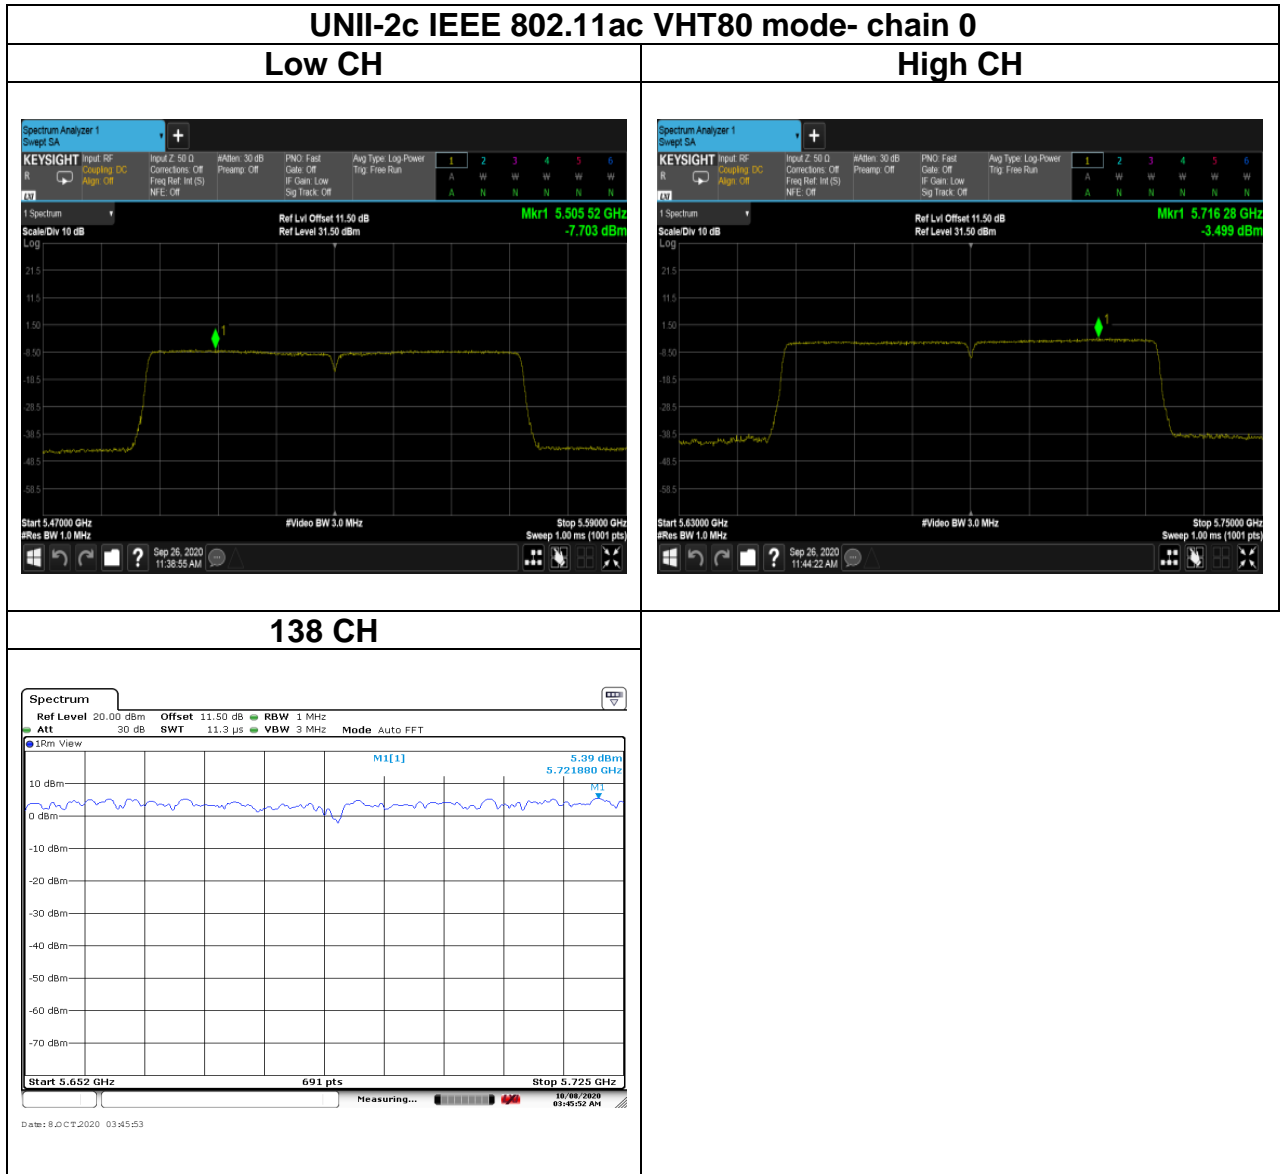 UNII-2c IEEE 802.11ac VHT80 mode- chain 0
Low CH
High CH
Spectrum Analyzer 1
Swept SA
+
KEYSIGHT
R
LXI
Input: RF
Coupling: DC
Align: Off
Input Z: 50 Ω
Corrections: Off
Freq Ref: Int (S)
NFE: Off
#Atten: 30 dB
Preamp: Off
PNO: Fast
Gate: Off
IF Gain: Low
Sig Track: Off
Avg Type: Log-Power
Trig: Free Run
1 2 3 4 5 6
A W W W W W
A N N N N N
1 Spectrum
Scale/Div 10 dB
Log
Ref Lvl Offset 11.50 dB
Ref Level 31.50 dBm
Mkr1 5.505 52 GHz
-7.703 dBm
21.5
11.5
1.50
-8.50
-18.5
-28.5
-38.5
-48.5
-58.5
1
Start 5.47000 GHz
#Res BW 1.0 MHz
#Video BW 3.0 MHz
Stop 5.59000 GHz
Sweep 1.00 ms (1001 pts)
?
Sep 26, 2020
11:38:55 AM
Spectrum Analyzer 1
Swept SA
+
KEYSIGHT
R
LXI
Input: RF
Coupling: DC
Align: Off
Input Z: 50 Ω
Corrections: Off
Freq Ref: Int (S)
NFE: Off
#Atten: 30 dB
Preamp: Off
PNO: Fast
Gate: Off
IF Gain: Low
Sig Track: Off
Avg Type: Log-Power
Trig: Free Run
1 2 3 4 5 6
A W W W W W
A N N N N N
1 Spectrum
Scale/Div 10 dB
Log
Ref Lvl Offset 11.50 dB
Ref Level 31.50 dBm
Mkr1 5.716 28 GHz
-3.499 dBm
21.5
11.5
1.50
-8.50
-18.5
-28.5
-38.5
-48.5
-58.5
1
Start 5.63000 GHz
#Res BW 1.0 MHz
#Video BW 3.0 MHz
Stop 5.75000 GHz
Sweep 1.00 ms (1001 pts)
?
Sep 26, 2020
11:44:22 AM
138 CH
Spectrum
Ref Level 20.00 dBm Offset 11.50 dB RBW 1 MHz
Att 30 dB SWT 11.3 µs VBW 3 MHz Mode Auto FFT
1Rm View
M1[1] 5.39 dBm
5.721880 GHz
M1
10 dBm
0 dBm
-10 dBm
-20 dBm
-30 dBm
-40 dBm
-50 dBm
-60 dBm
-70 dBm
Start 5.652 GHz 691 pts Stop 5.725 GHz
Measuring... LXI 10/08/2020
03:45:52 AM
Date: 8.OCT.2020 03:45:53